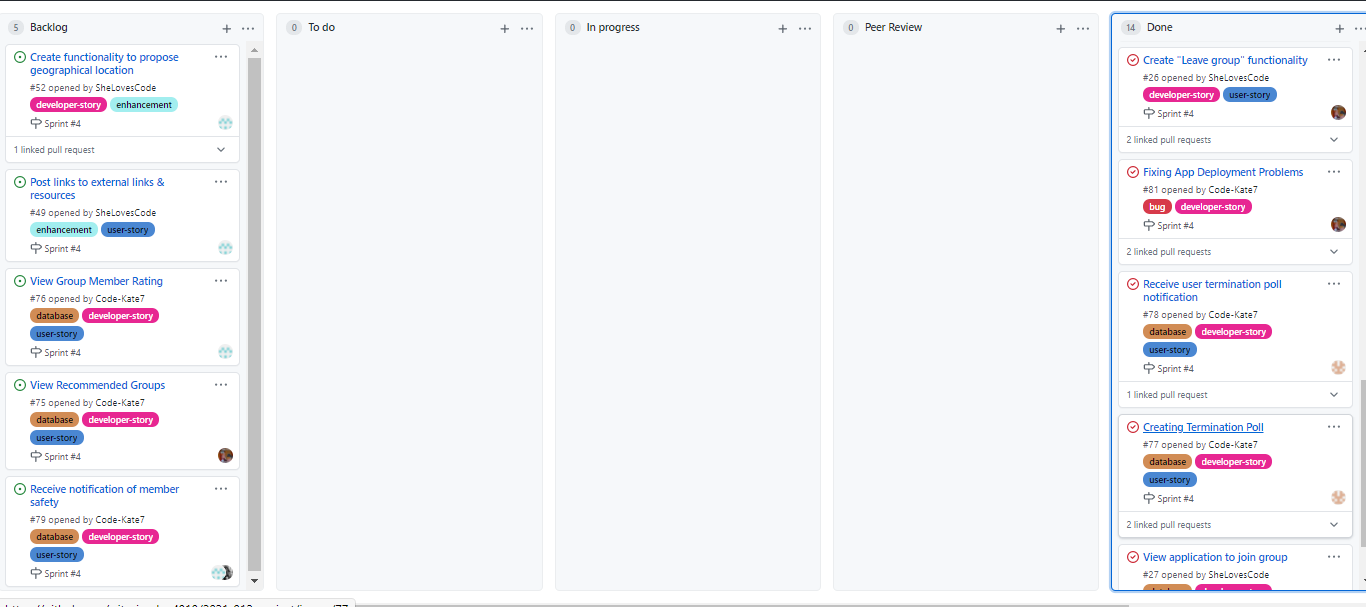 5 Backlog
Create functionality to propose
geographical location
#52 opened by SheLovesCode
developer-story enhancement
Sprint #4
1 linked pull request
Post links to external links &
resources
#49 opened by SheLovesCode
enhancement user-story
Sprint #4
View Group Member Rating
#76 opened by Code-Kate7
database developer-story
user-story
Sprint #4
View Recommended Groups
#75 opened by Code-Kate7
database developer-story
user-story
Sprint #4
Receive notification of member
safety
#79 opened by Code-Kate7
database developer-story
user-story
Sprint #4
0 To do
0 In progress
0 Peer Review
14 Done
Create "Leave group" functionality
#26 opened by SheLovesCode
developer-story user-story
Sprint #4
2 linked pull requests
Fixing App Deployment Problems
#81 opened by Code-Kate7
bug developer-story
Sprint #4
2 linked pull requests
Receive user termination poll
notification
#78 opened by Code-Kate7
database developer-story
user-story
Sprint #4
1 linked pull request
Creating Termination Poll
#77 opened by Code-Kate7
database developer-story
user-story
Sprint #4
2 linked pull requests
View application to join group
#27 opened by SheLovesCode